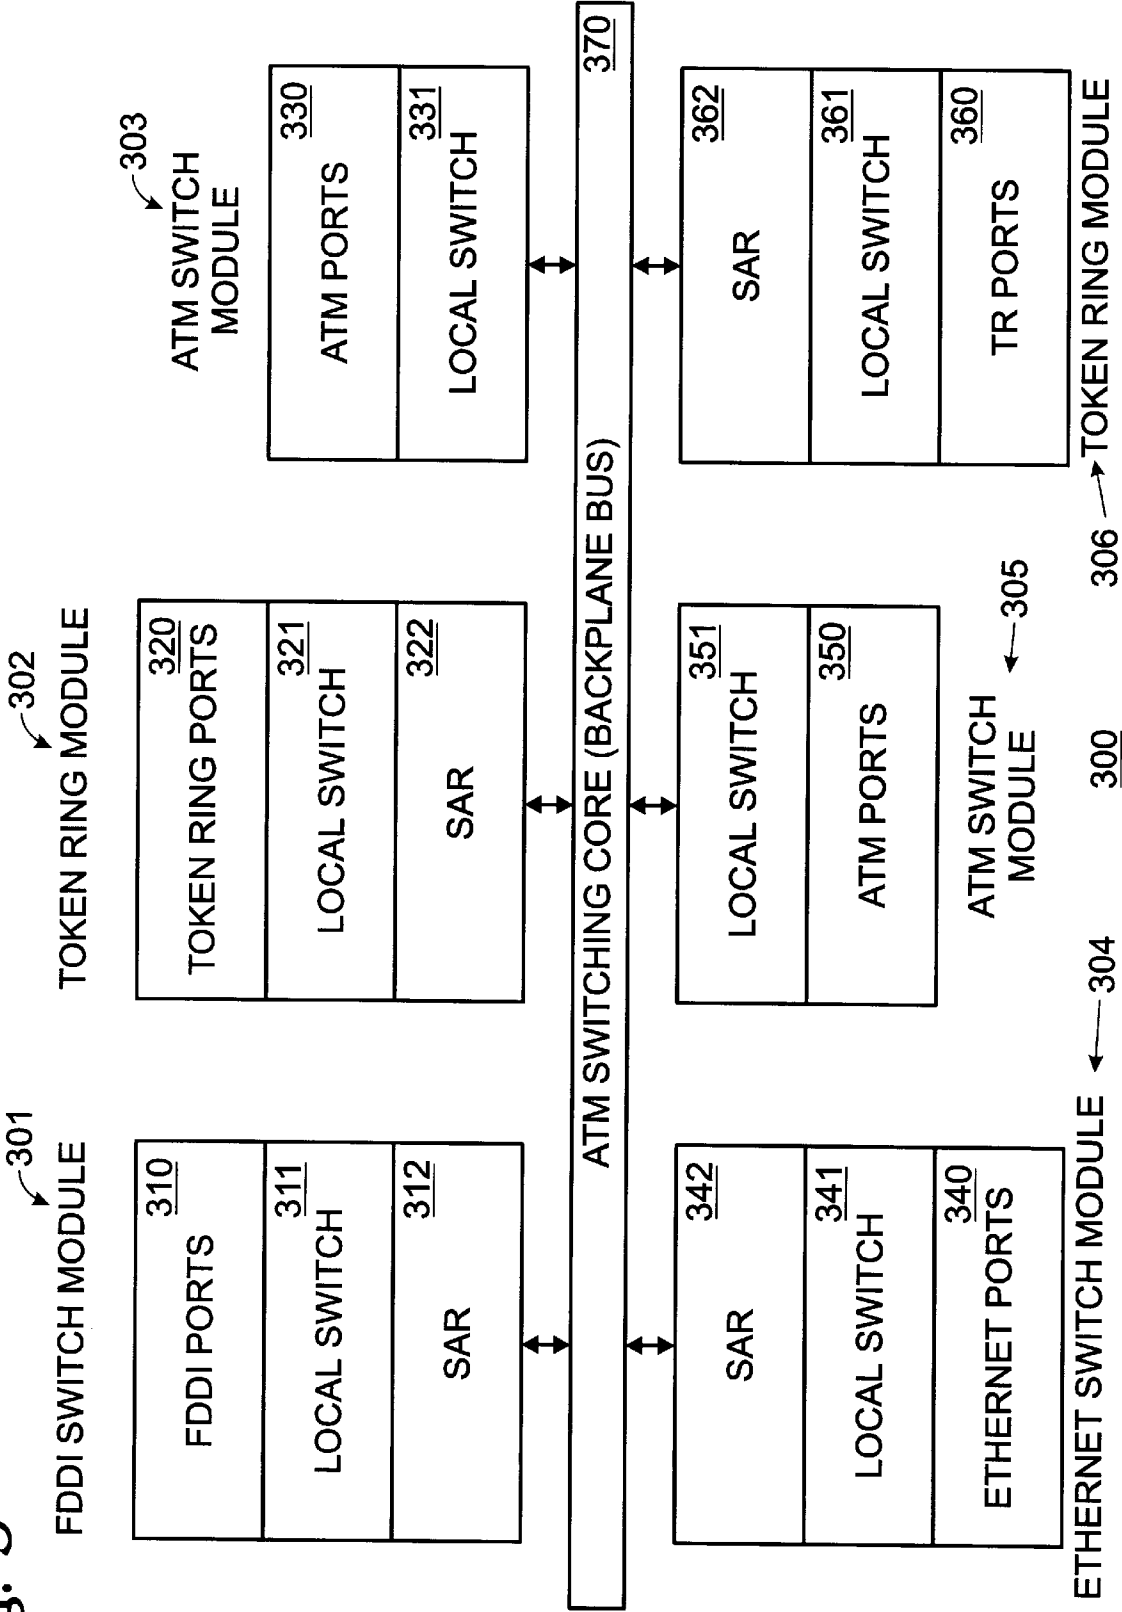 FDDI SWITCH MODULE
301
310
FDDI PORTS
311
LOCAL SWITCH
312
SAR
TOKEN RING MODULE
302
320
TOKEN RING PORTS
321
LOCAL SWITCH
322
SAR
303
ATM SWITCH
MODULE
330
ATM PORTS
331
LOCAL SWITCH
ATM SWITCHING CORE (BACKPLANE BUS)
370
342
SAR
341
LOCAL SWITCH
340
ETHERNET PORTS
ETHERNET SWITCH MODULE
304
351
LOCAL SWITCH
350
ATM PORTS
ATM SWITCH
MODULE
305
362
SAR
361
LOCAL SWITCH
360
TR PORTS
TOKEN RING MODULE
306
300